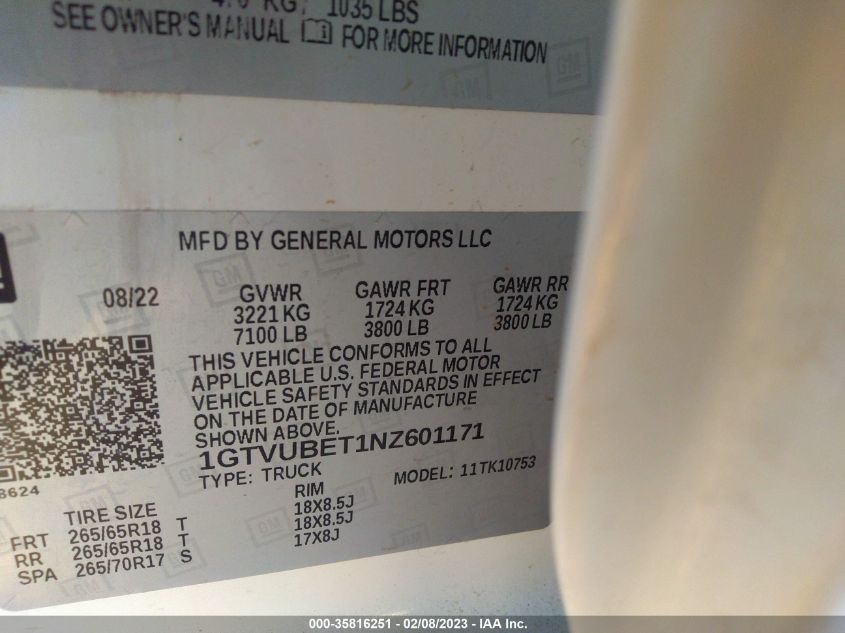 KG, 1035 LBS
SEE OWNER'S MANUAL FOR MORE INFORMATION
MFD BY GENERAL MOTORS LLC
08/22 GVWR GAWR FRT GAWR RR
3221 KG 1724 KG 1724 KG
7100 LB 3800 LB 3800 LB
THIS VEHICLE CONFORMS TO ALL
APPLICABLE U.S. FEDERAL MOTOR
VEHICLE SAFETY STANDARDS IN EFFECT
ON THE DATE OF MANUFACTURE
SHOWN ABOVE.
1GTVUBET1NZ601171
TYPE: TRUCK MODEL: 11TK10753
8624
TIRE SIZE RIM
FRT 265/65R18 T 18X8.5J
RR 265/65R18 T 18X8.5J
SPA 265/70R17 S 17X8J
GM
000-35816251 - 02/08/2023 - IAA Inc.